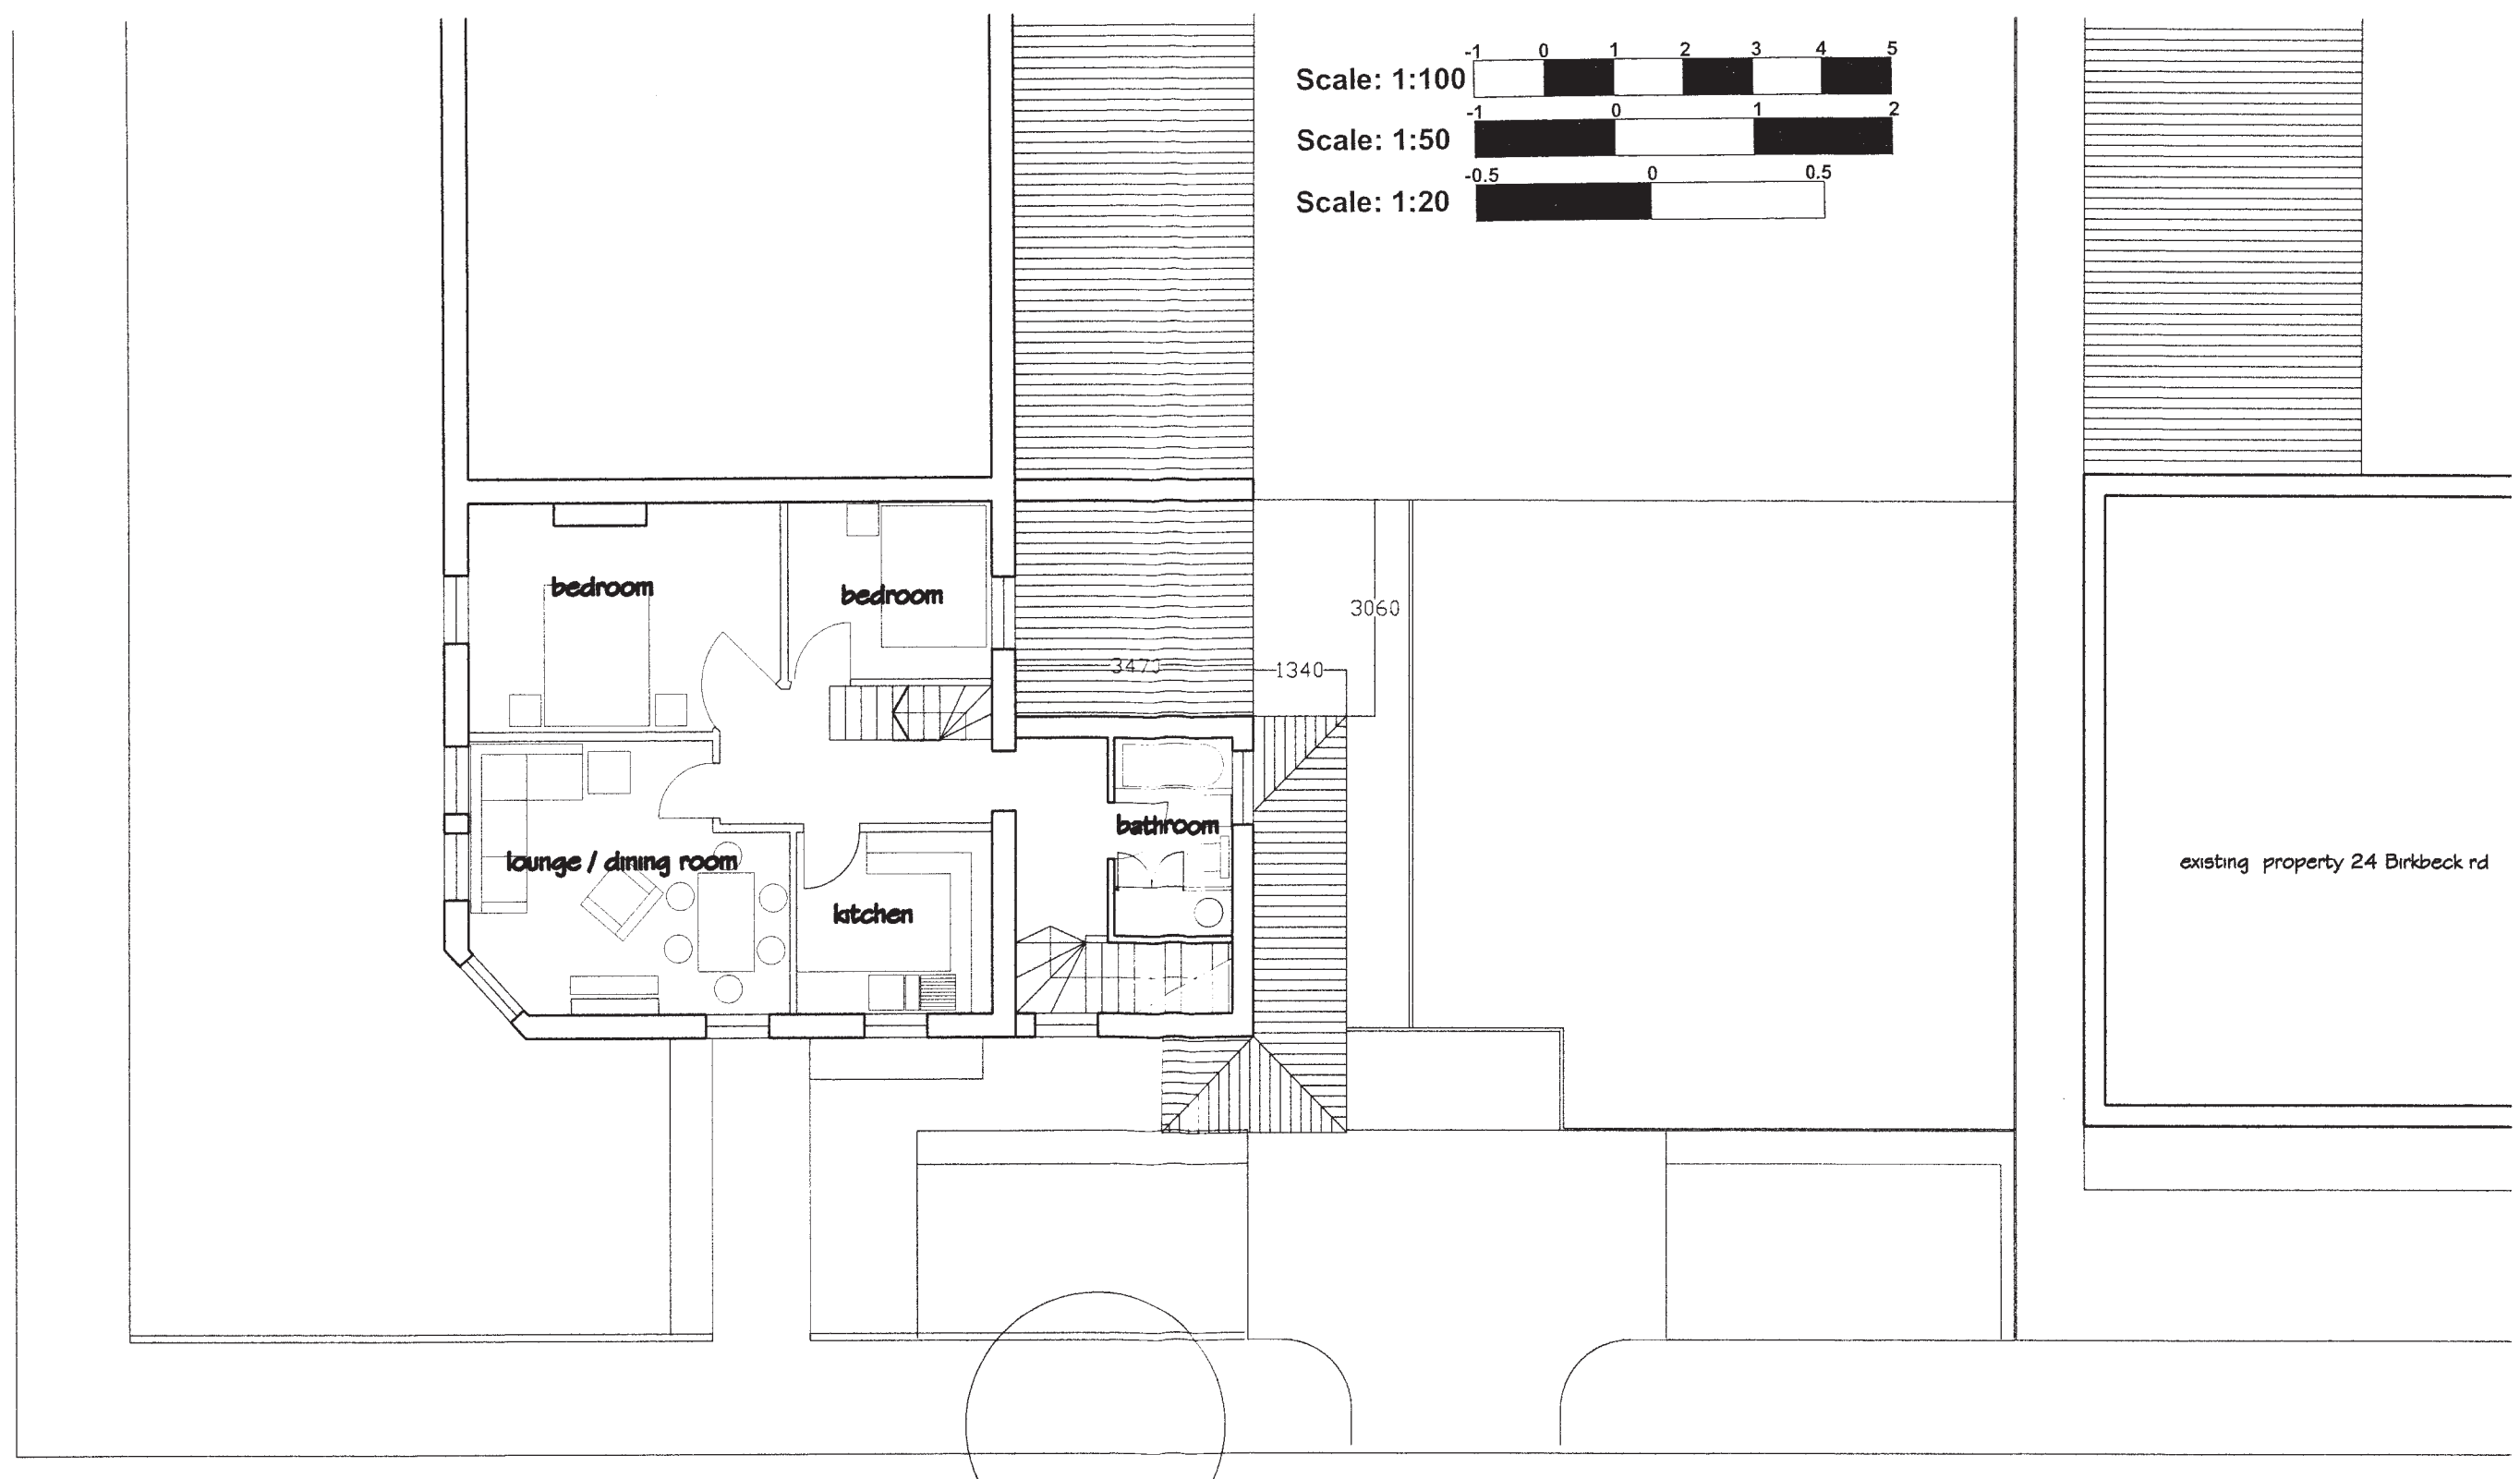 -1 0 1 2 3 4 5
Scale: 1:100
-1 0 1 2
Scale: 1:50
-0.5 0 0.5
Scale: 1:20
bedroom
bedroom
3060
1340
bathroom
lounge / dining room
existing property 24 Birkbeck rd
kitchen